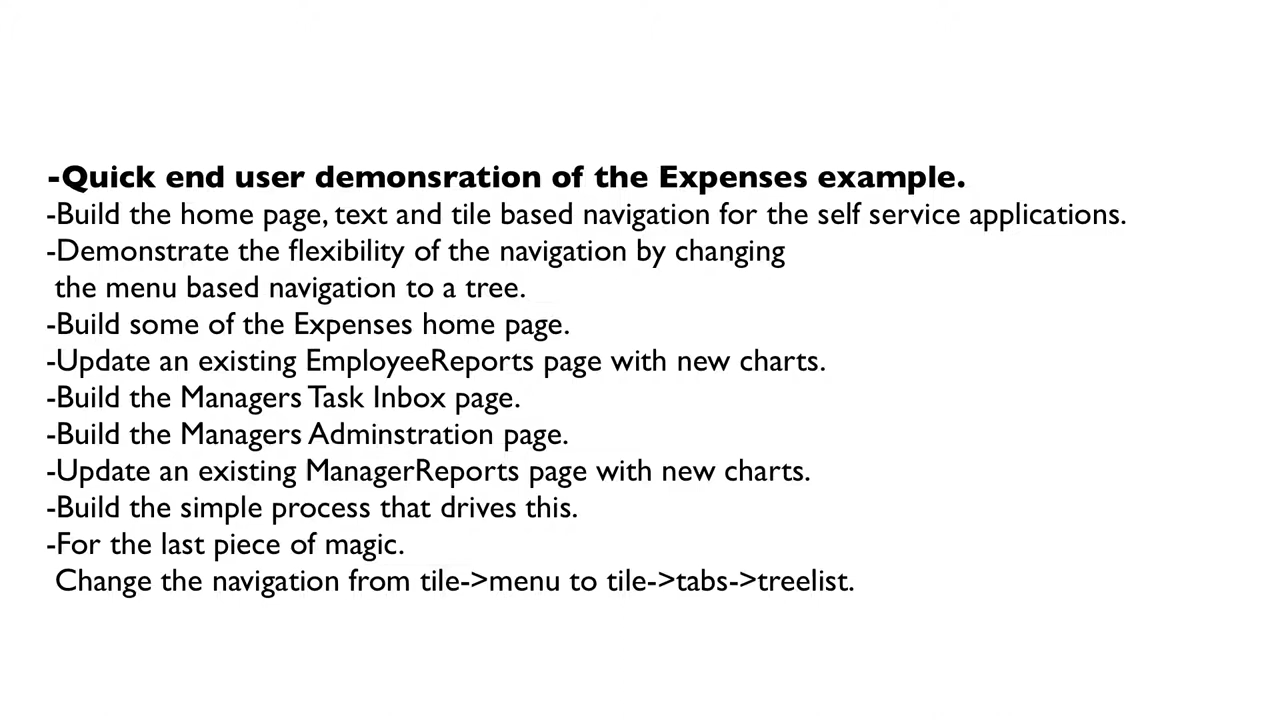 -Quick end user demonsration of the Expenses example.
-Build the home page, text and tile based navigation for the self service applications.
-Demonstrate the flexibility of the navigation by changing
the menu based navigation to a tree.
-Build some of the Expenses home page.
-Update an existing EmployeeReports page with new charts.
-Build the Managers Task Inbox page.
-Build the Managers Adminstration page.
-Update an existing ManagerReports page with new charts.
-Build the simple process that drives this.
-For the last piece of magic.
Change the navigation from tile->menu to tile->tabs->treelist.